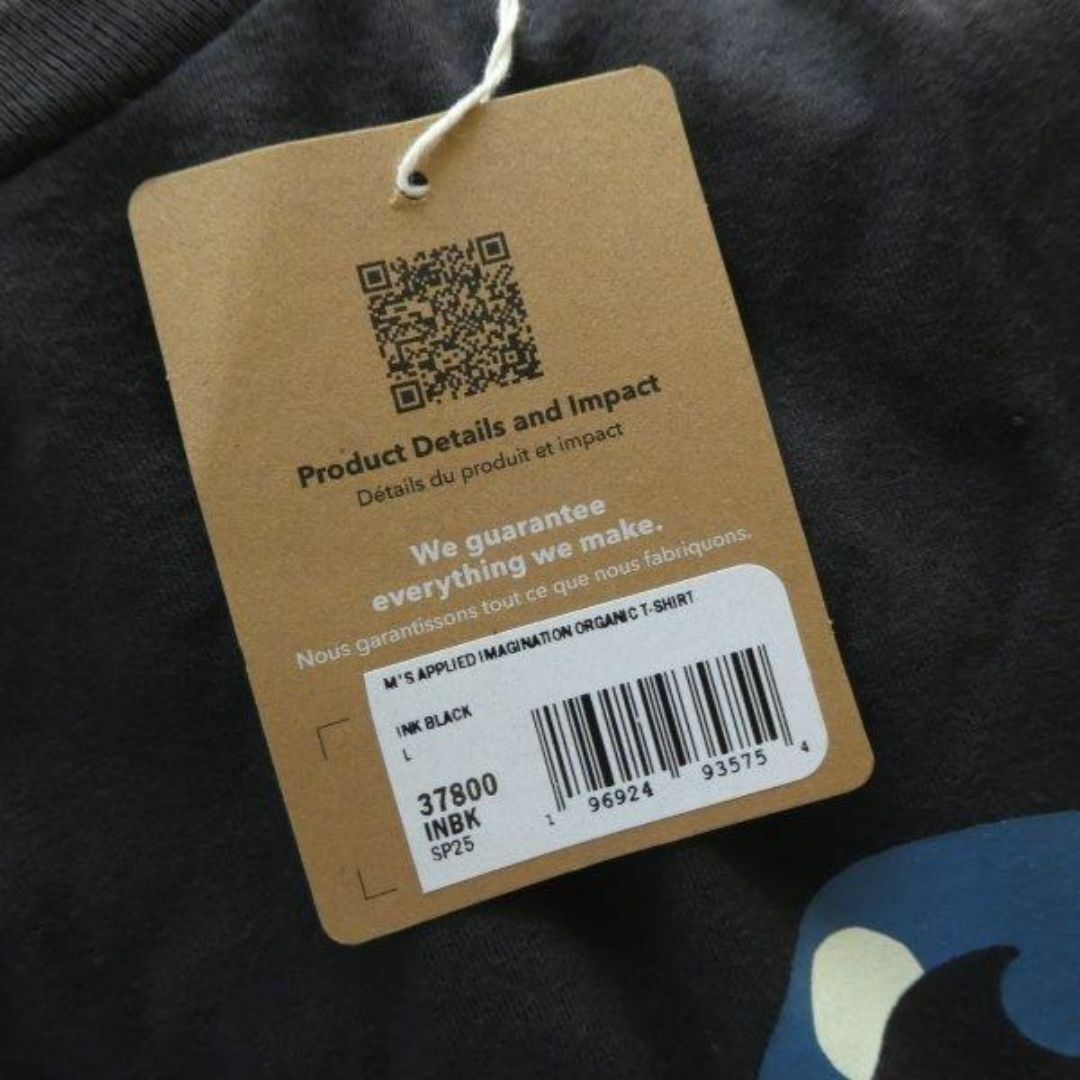 Product Details and Impact
Détails du produit et impact
We guarantee
everything we make.
Nous garantissons tout ce que nous fabriquons.
M'S APPLIED IMAGINATION ORGANIC T-SHIRT
INK BLACK
L
37800
INBK
SP25
1 96924 93575 4